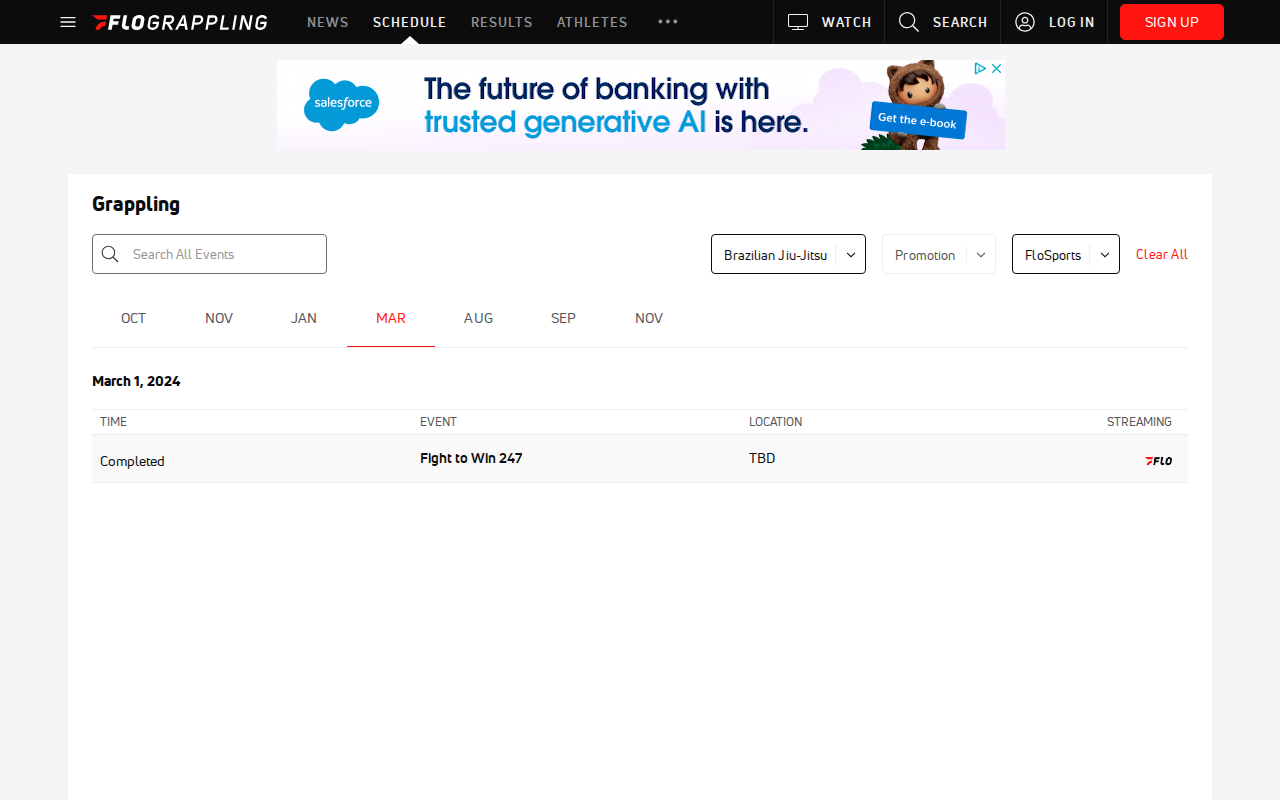 FLOGRAPPLING NEWS SCHEDULE RESULTS ATHLETES WATCH SEARCH LOG IN SIGN UP
salesforce
The future of banking with
trusted generative AI is here.
Get the e-book
Grappling
Search All Events
Brazilian Jiu-Jitsu Promotion FloSports Clear All
OCT NOV JAN MAR AUG SEP NOV
March 1, 2024
TIME EVENT LOCATION STREAMING
Completed Fight to Win 247 TBD FLO